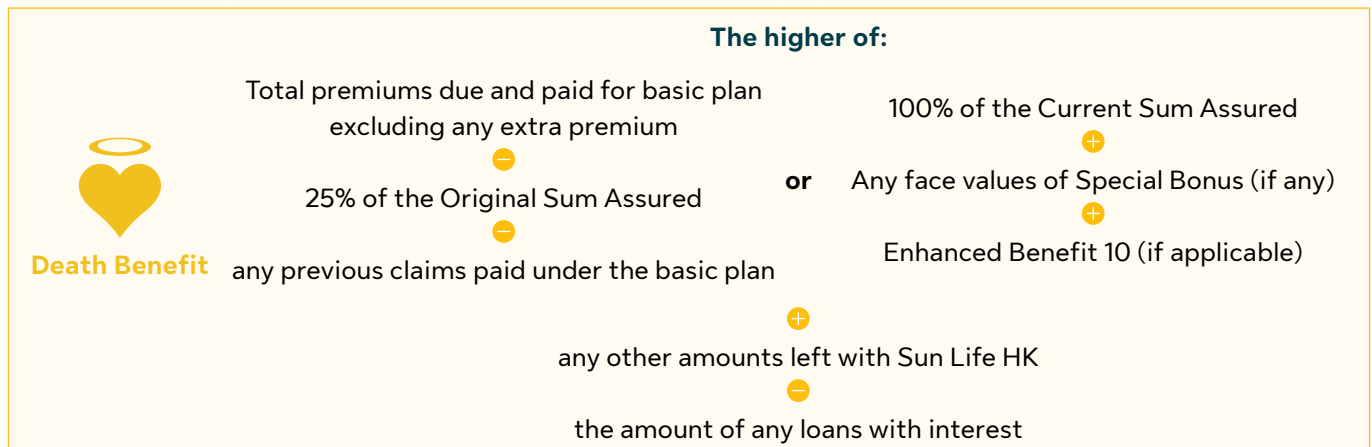 The higher of:
Total premiums due and paid for basic plan
excluding any extra premium
−
25% of the Original Sum Assured
−
any previous claims paid under the basic plan
or
100% of the Current Sum Assured
+
Any face values of Special Bonus (if any)
+
Enhanced Benefit 10 (if applicable)
Death Benefit
+
any other amounts left with Sun Life HK
−
the amount of any loans with interest